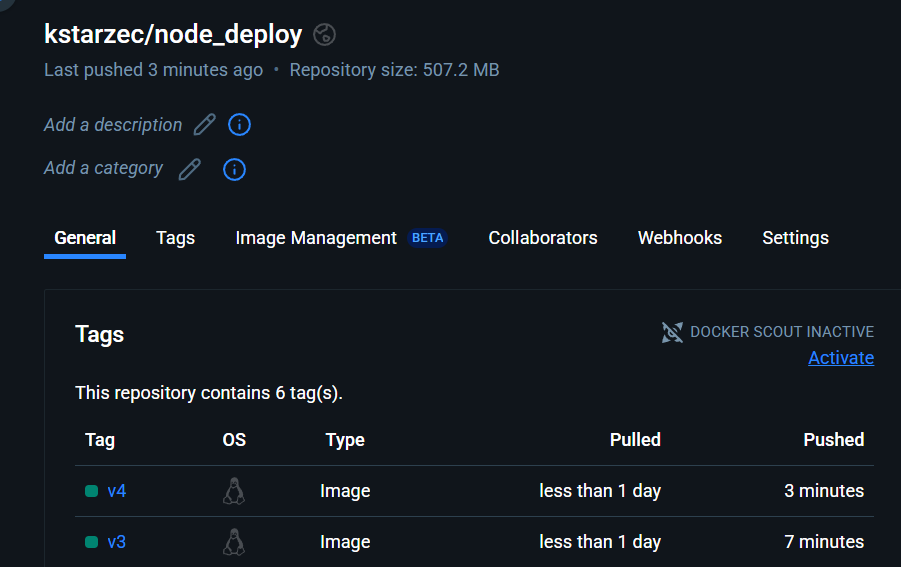 kstarzec/node_deploy
Last pushed 3 minutes ago • Repository size: 507.2 MB
Add a description
Add a category
General Tags Image Management BETA Collaborators Webhooks Settings
Tags
DOCKER SCOUT INACTIVE
Activate
This repository contains 6 tag(s).
Tag OS Type Pulled Pushed
v4 Image less than 1 day 3 minutes
v3 Image less than 1 day 7 minutes